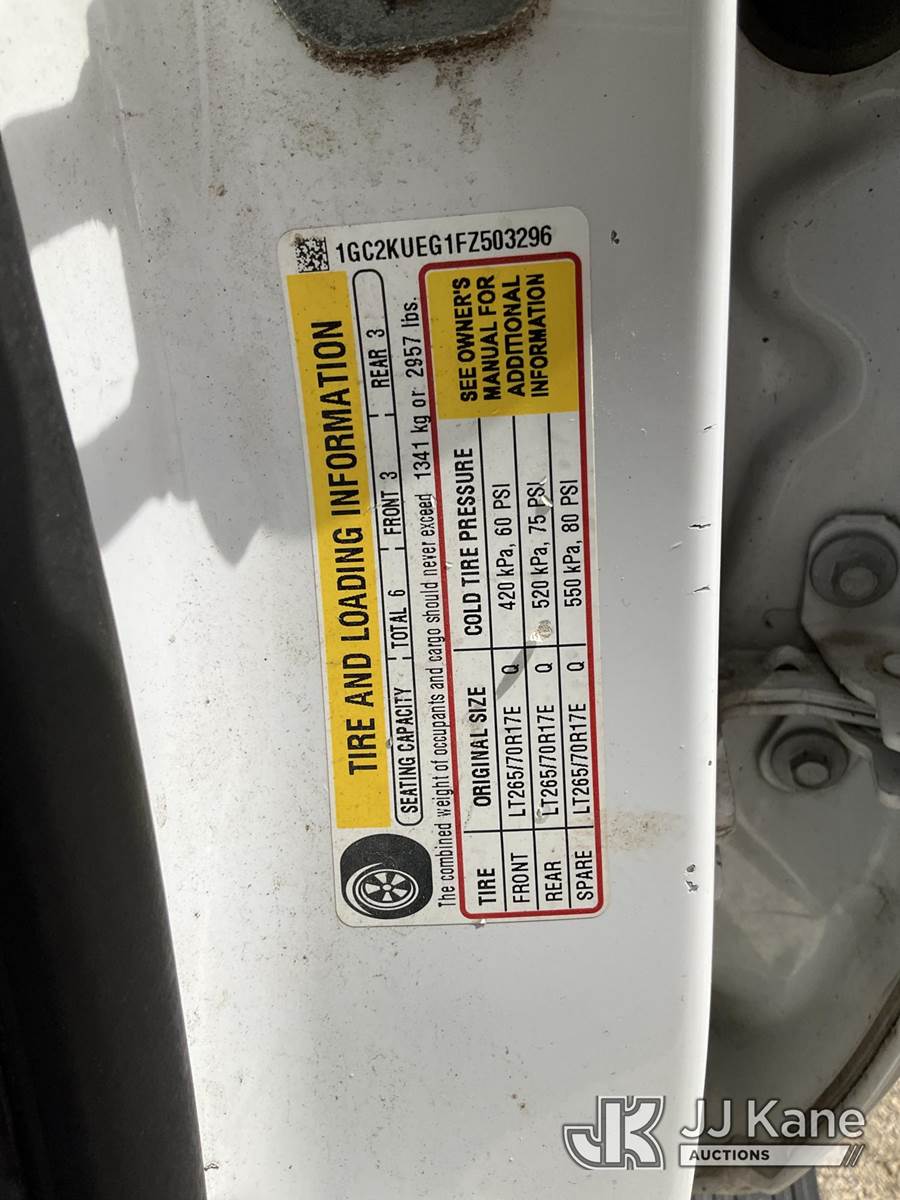 1GC2KUEG1FZ503296
TIRE AND LOADING INFORMATION
SEATING CAPACITY TOTAL 6 FRONT 3 REAR 3
The combined weight of occupants and cargo should never exceed 1341 kg or 2957 lbs.
TIRE ORIGINAL SIZE COLD TIRE PRESSURE
FRONT LT265/70R17E Q 420 kPa, 60 PSI
REAR LT265/70R17E Q 520 kPa, 75 PSI
SPARE LT265/70R17E Q 550 kPa, 80 PSI
SEE OWNER'S
MANUAL FOR
ADDITIONAL
INFORMATION
JK JJ Kane
AUCTIONS